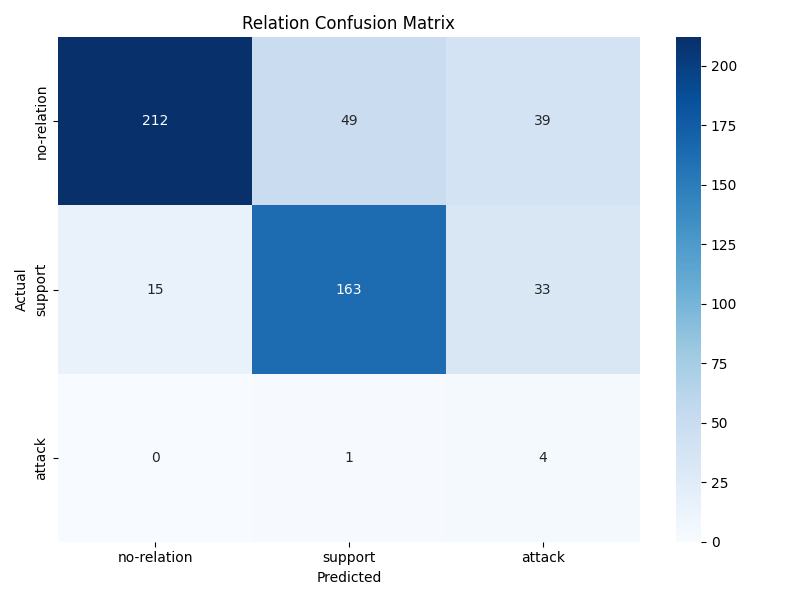 Relation Confusion Matrix
Actual
no-relation
212 49 39
support
15 163 33
attack
0 1 4
no-relation support attack
Predicted
200
175
150
125
100
75
50
25
0